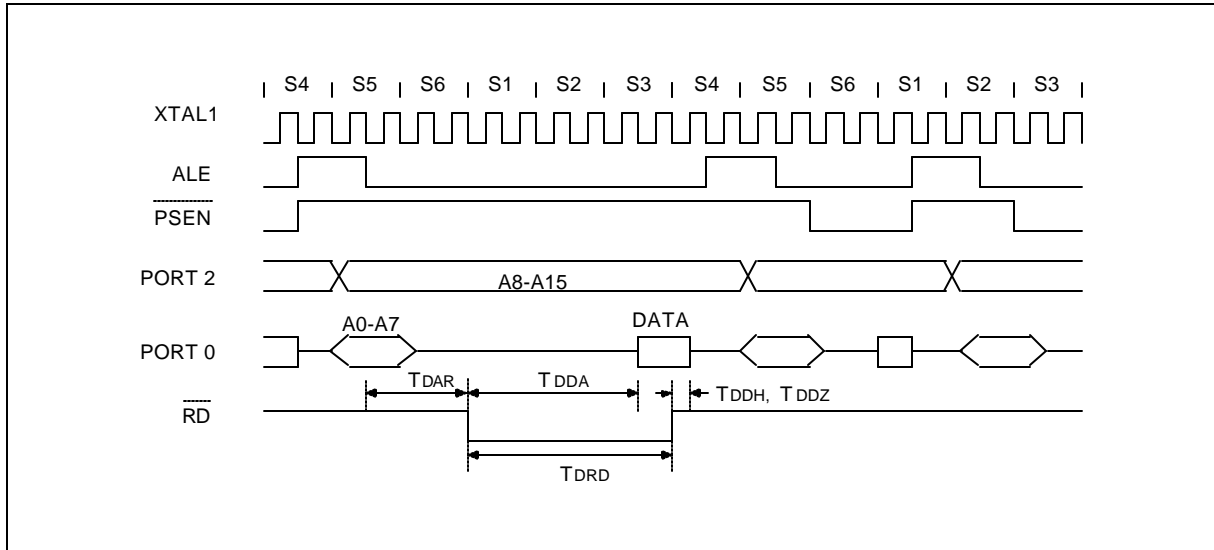 S4 S5 S6 S1 S2 S3 S4 S5 S6 S1 S2 S3
XTAL1
ALE
PSEN
PORT 2
A8-A15
A0-A7
DATA
PORT 0
TDAR
TDDA
TDDH, TDDZ
RD
TDRD